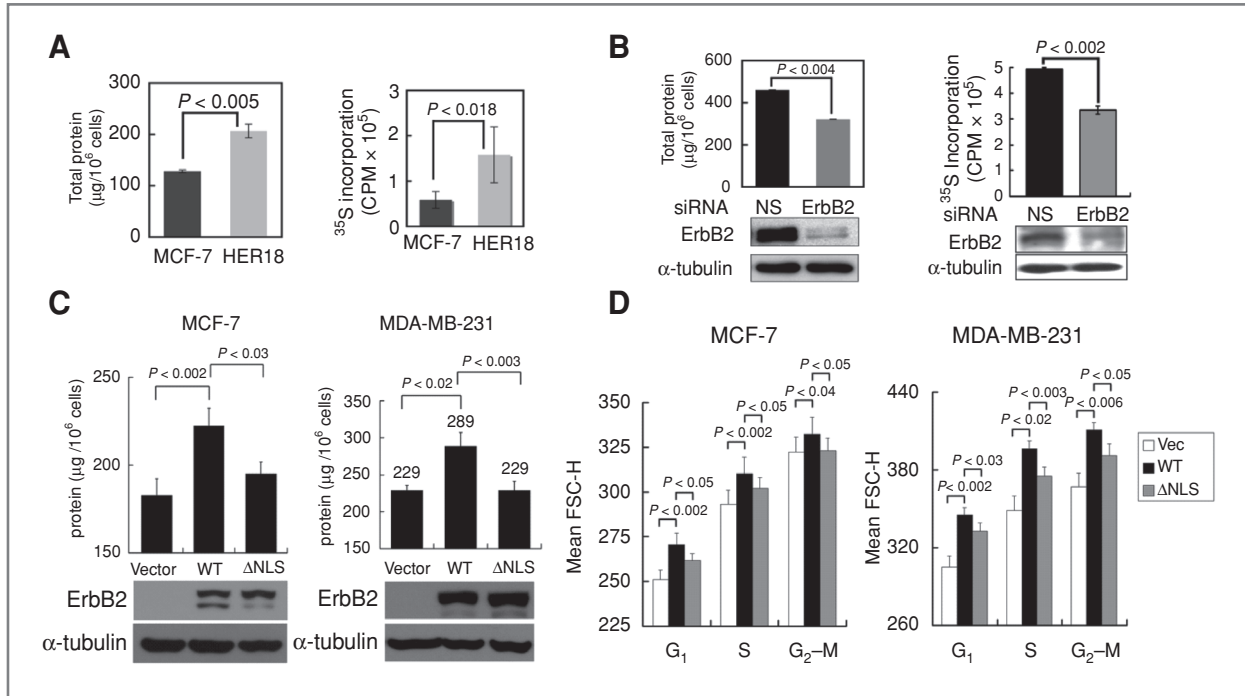 A
Total protein
(µg/10⁶ cells)
300
200
100
0
P < 0.005
MCF-7 HER18
³⁵S incorporation
(CPM × 10⁵)
3
2
1
0
P < 0.018
MCF-7 HER18
B
Total protein
(µg/10⁶ cells)
600
400
200
0
P < 0.004
siRNA NS ErbB2
ErbB2
α-tubulin
³⁵S Incorporation
(CPM × 10⁵)
5
4
3
2
1
0
P < 0.002
siRNA NS ErbB2
ErbB2
α-tubulin
C
MCF-7
protein (µg /10⁶ cells)
250
200
150
P < 0.002
P < 0.03
Vector WT ΔNLS
ErbB2
α-tubulin
MDA-MB-231
protein (µg /10⁶ cells)
350
300
250
200
150
P < 0.02
P < 0.003
229 289 229
Vector WT ΔNLS
ErbB2
α-tubulin
D
MCF-7
Mean FSC-H
350
325
300
275
250
225
P < 0.002
P < 0.05
P < 0.002
P < 0.05
P < 0.04
P < 0.05
G₁ S G₂–M
MDA-MB-231
Mean FSC-H
440
380
320
260
P < 0.002
P < 0.03
P < 0.02
P < 0.003
P < 0.006
P < 0.05
G₁ S G₂–M
Vec
WT
ΔNLS